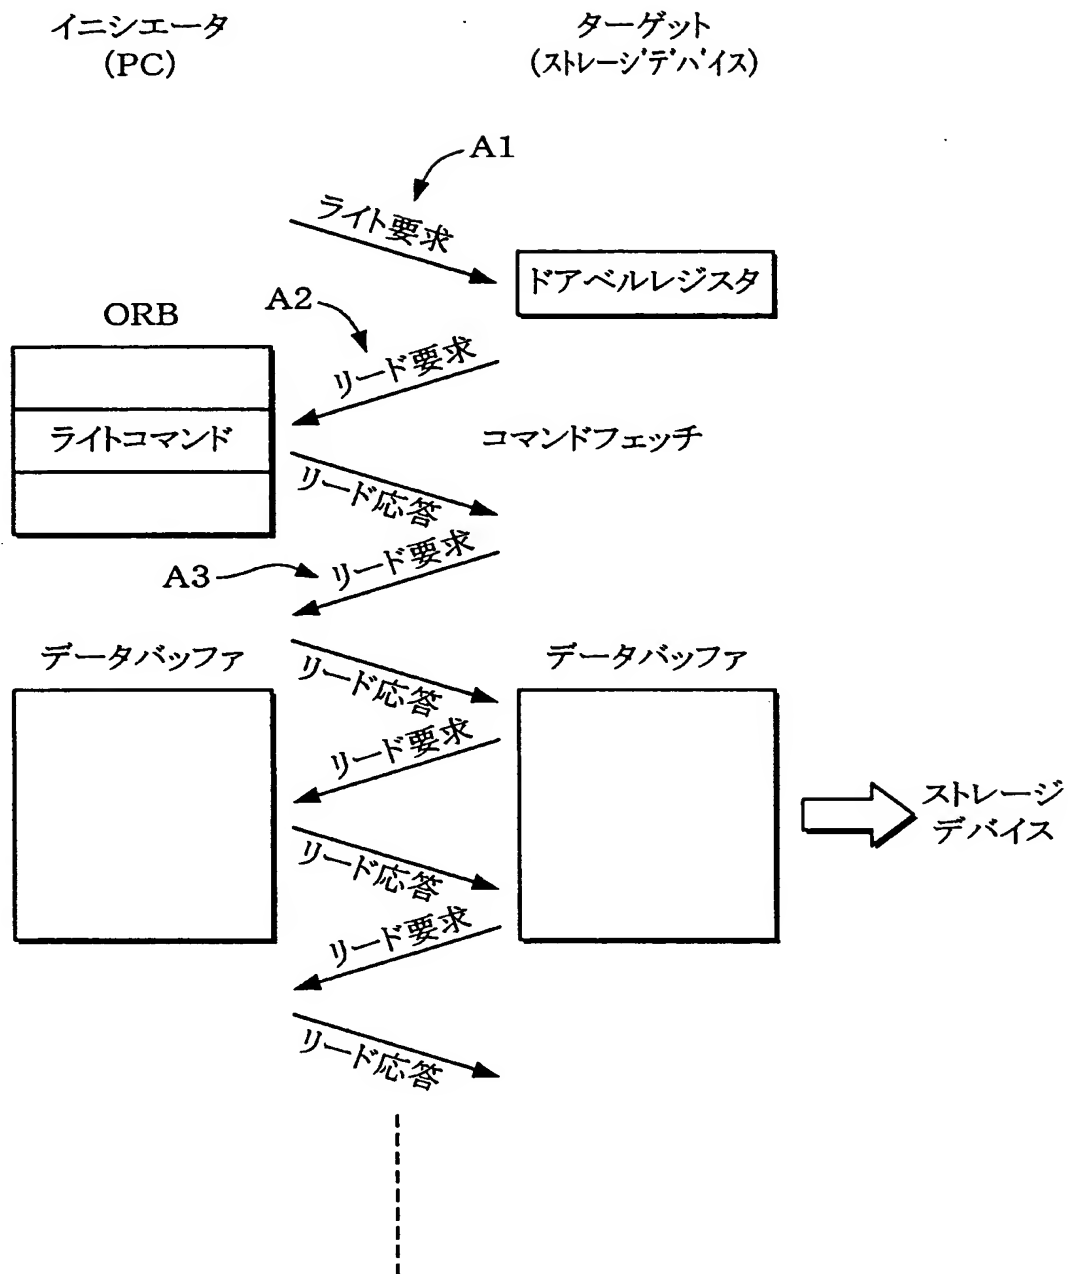 イニシエータ
(PC)
ターゲット
(ストレージデバイス)
A1
ライト要求
ドアベルレジスタ
A2
ORB
リード要求
ライトコマンド
コマンドフェッチ
リード応答
リード要求
A3
リード応答
データバッファ
データバッファ
リード要求
ストレージ
デバイス
リード応答
リード要求
リード応答